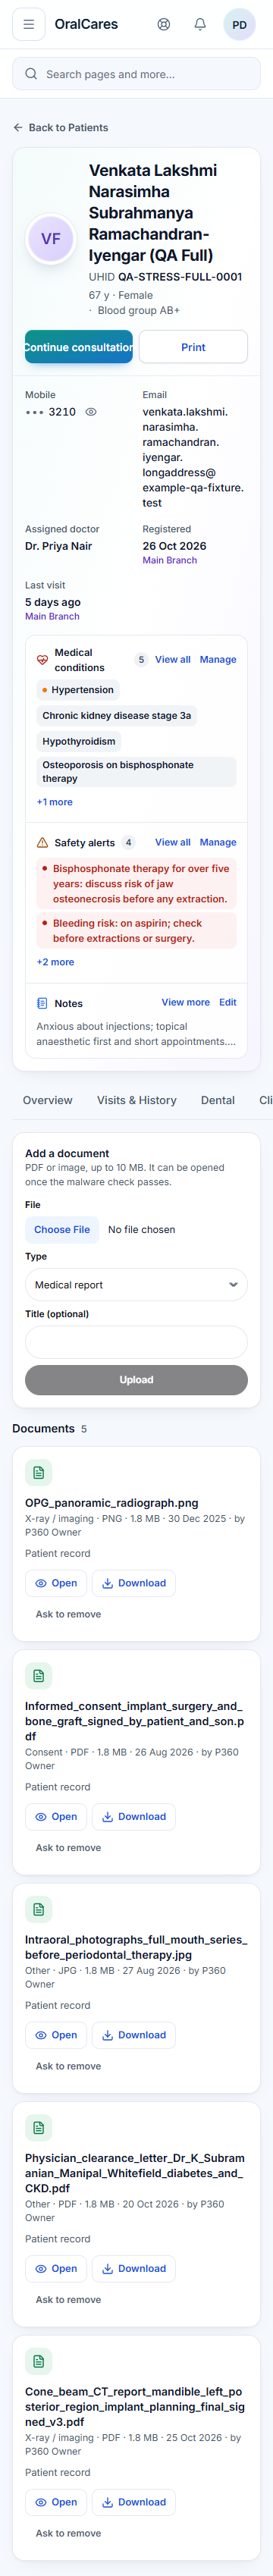 OralCares
PD
Search pages and more...
Back to Patients
VF
Venkata Lakshmi
Narasimha
Subrahmanya
Ramachandran-
Iyengar (QA Full)
UHID QA-STRESS-FULL-0001
67 y · Female
· Blood group AB+
Continue consultation
Print
Mobile
••• 3210
Email
venkata.lakshmi.
narasimha.
ramachandran.
iyengar.
longaddress@
example-qa-fixture.
test
Assigned doctor
Dr. Priya Nair
Registered
26 Oct 2026
Main Branch
Last visit
5 days ago
Main Branch
Medical
conditions
5
View all
Manage
Hypertension
Chronic kidney disease stage 3a
Hypothyroidism
Osteoporosis on bisphosphonate
therapy
+1 more
Safety alerts
4
View all
Manage
Bisphosphonate therapy for over five
years: discuss risk of jaw
osteonecrosis before any extraction.
Bleeding risk: on aspirin; check
before extractions or surgery.
+2 more
Notes
View more
Edit
Anxious about injections; topical
anaesthetic first and short appointments....
Overview
Visits & History
Dental
Cli
Add a document
PDF or image, up to 10 MB. It can be opened
once the malware check passes.
File
Choose File
No file chosen
Type
Medical report
Title (optional)
Upload
Documents 5
OPG_panoramic_radiograph.png
X-ray / imaging · PNG · 1.8 MB · 30 Dec 2025 · by
P360 Owner
Patient record
Open
Download
Ask to remove
Informed_consent_implant_surgery_and_
bone_graft_signed_by_patient_and_son.p
df
Consent · PDF · 1.8 MB · 26 Aug 2026 · by P360
Owner
Patient record
Open
Download
Ask to remove
Intraoral_photographs_full_mouth_series_
before_periodontal_therapy.jpg
Other · JPG · 1.8 MB · 27 Aug 2026 · by P360
Owner
Patient record
Open
Download
Ask to remove
Physician_clearance_letter_Dr_K_Subram
anian_Manipal_Whitefield_diabetes_and_
CKD.pdf
Other · PDF · 1.8 MB · 20 Oct 2026 · by P360
Owner
Patient record
Open
Download
Ask to remove
Cone_beam_CT_report_mandible_left_po
sterior_region_implant_planning_final_sig
ned_v3.pdf
X-ray / imaging · PDF · 1.8 MB · 25 Oct 2026 · by
P360 Owner
Patient record
Open
Download
Ask to remove